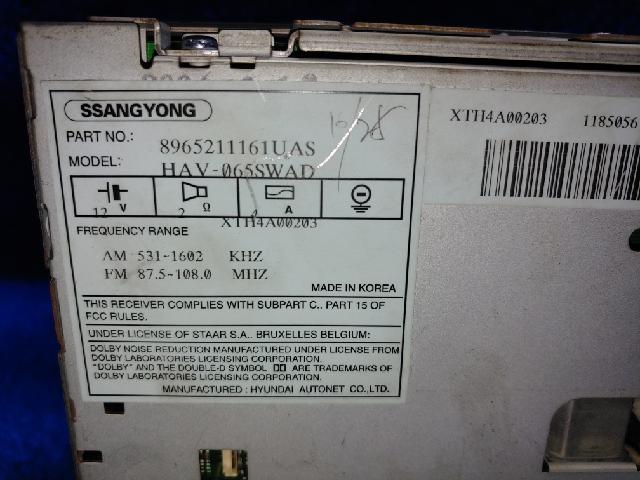 SSANGYONG
PART NO.: 8965211161UAS
MODEL: HAV-065SWAD
12 V
2 Ω
A
XTH4A00203
FREQUENCY RANGE
AM 531-1602 KHZ
FM 87.5-108.0 MHZ
MADE IN KOREA
THIS RECEIVER COMPLIES WITH SUBPART C., PART 15 OF
FCC RULES.
UNDER LICENSE OF STAAR S.A., BRUXELLES BELGIUM:
DOLBY NOISE REDUCTION MANUFACTURED UNDER LICENSE FROM
DOLBY LABORATORIES LICENSING CORPORATION.
"DOLBY" AND THE DOUBLE-D SYMBOL ARE TRADEMARKS OF
DOLBY LABORATORIES LICENSING CORPORATION.
MANUFACTURED : HYUNDAI AUTONET CO., LTD.
XTH4A00203 1185056